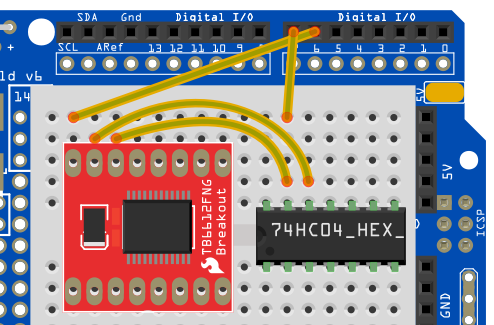 SDA Gnd Digital I/O Digital I/O
SCL ARef 13 12 11 10 9 6 5 4 3 2 1 0
ld v6
14
5V
+
5V
TB6612FNG
Breakout
74HC04_HEX_
ICSP
GND